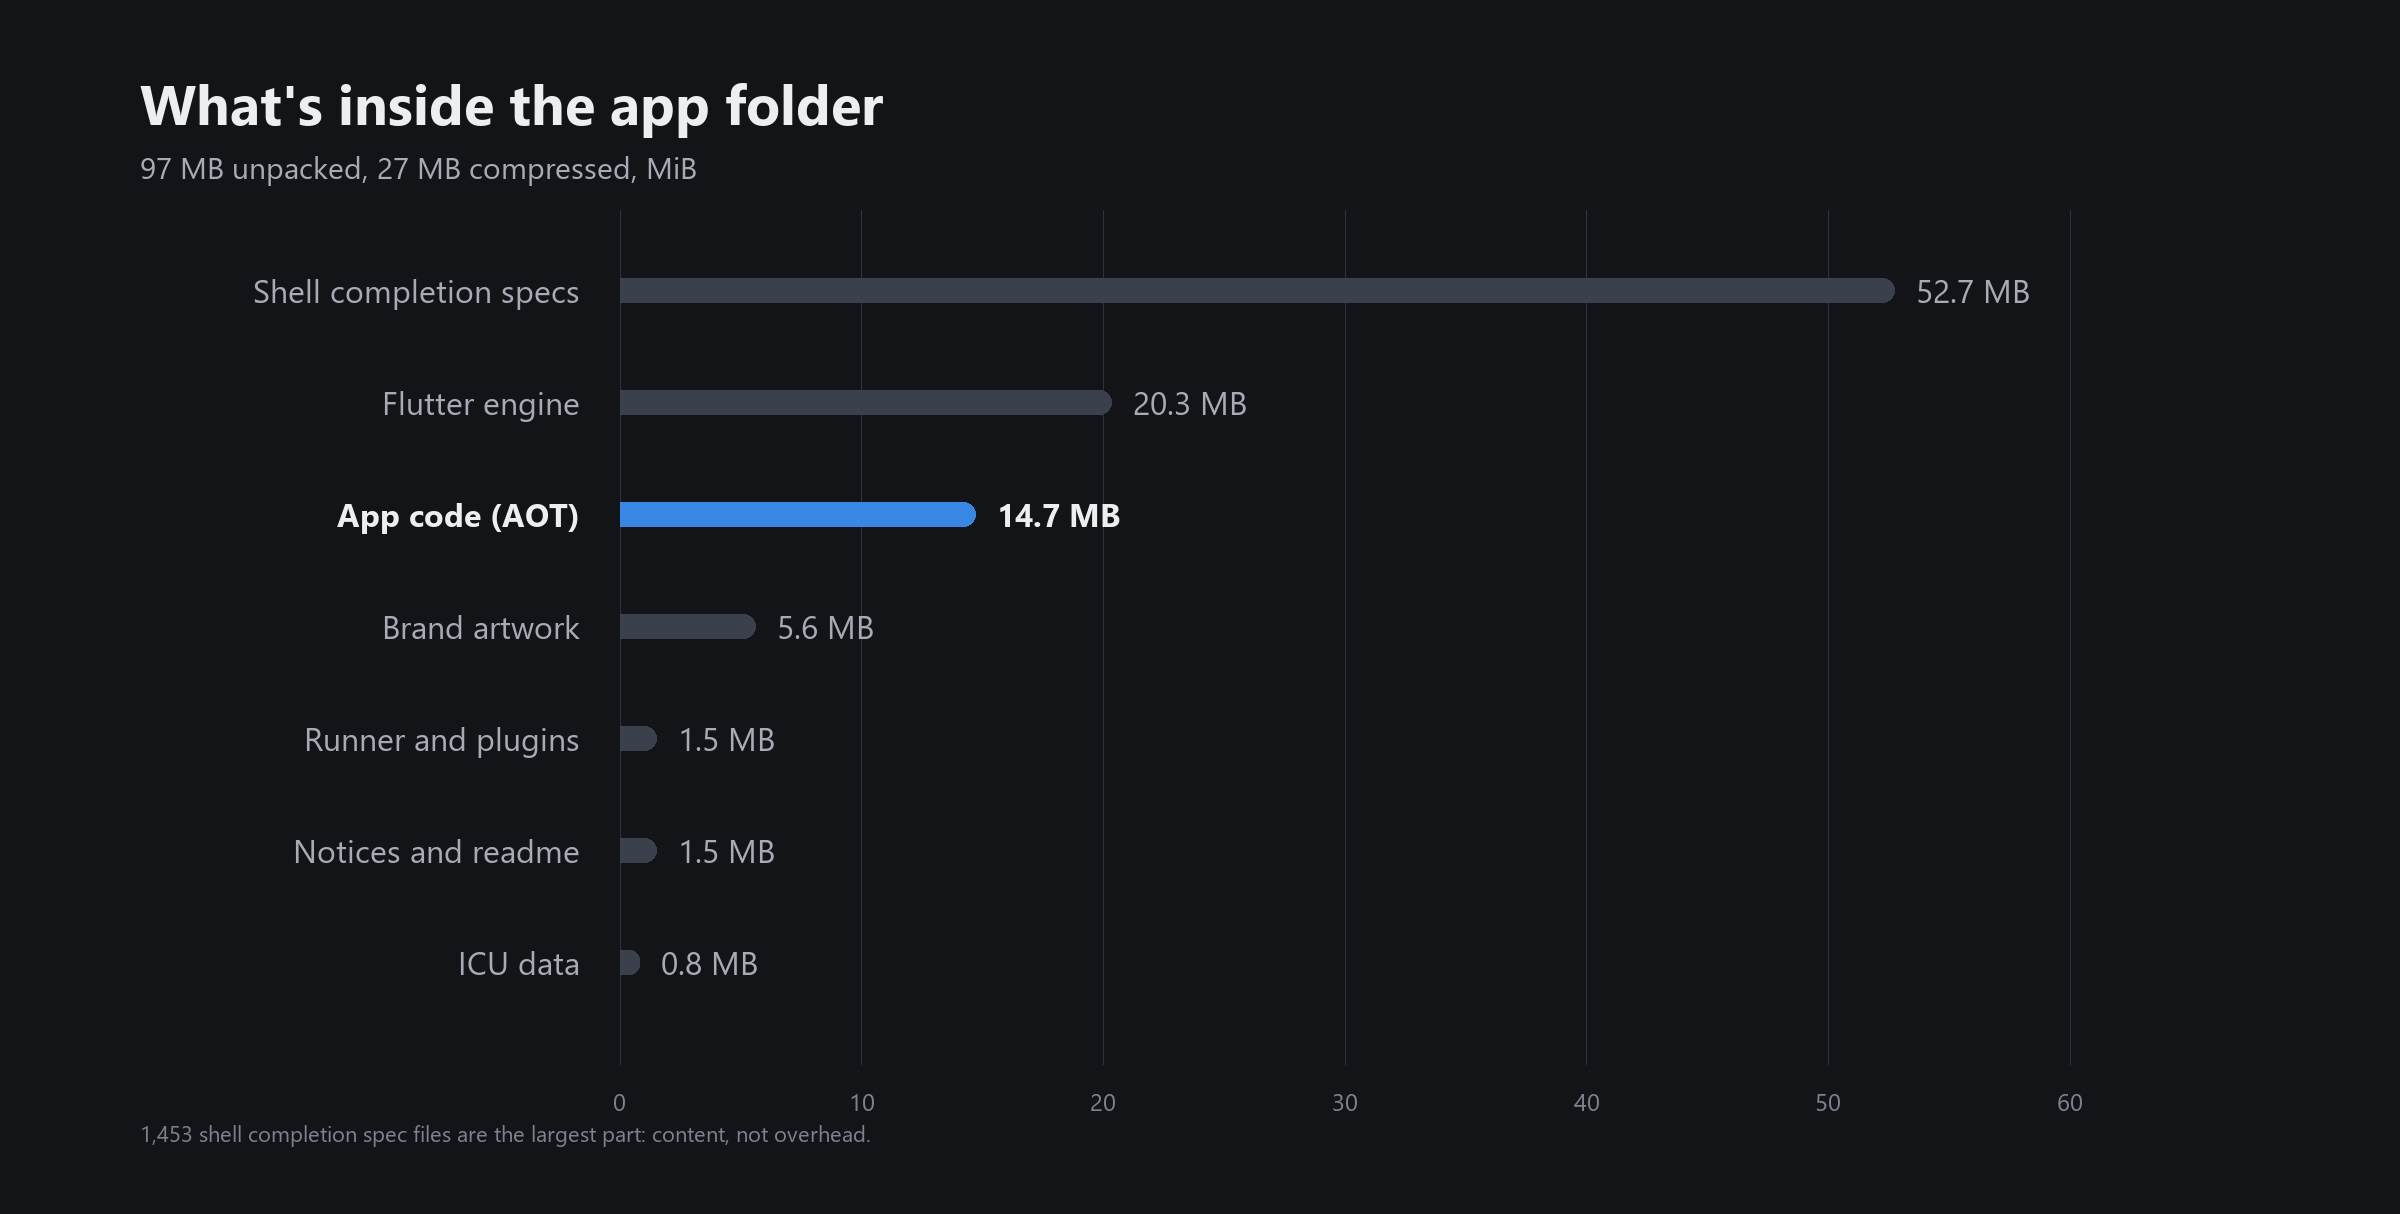 What's inside the app folder
97 MB unpacked, 27 MB compressed, MiB
Shell completion specs 52.7 MB
Flutter engine 20.3 MB
App code (AOT) 14.7 MB
Brand artwork 5.6 MB
Runner and plugins 1.5 MB
Notices and readme 1.5 MB
ICU data 0.8 MB
0 10 20 30 40 50 60
1,453 shell completion spec files are the largest part: content, not overhead.